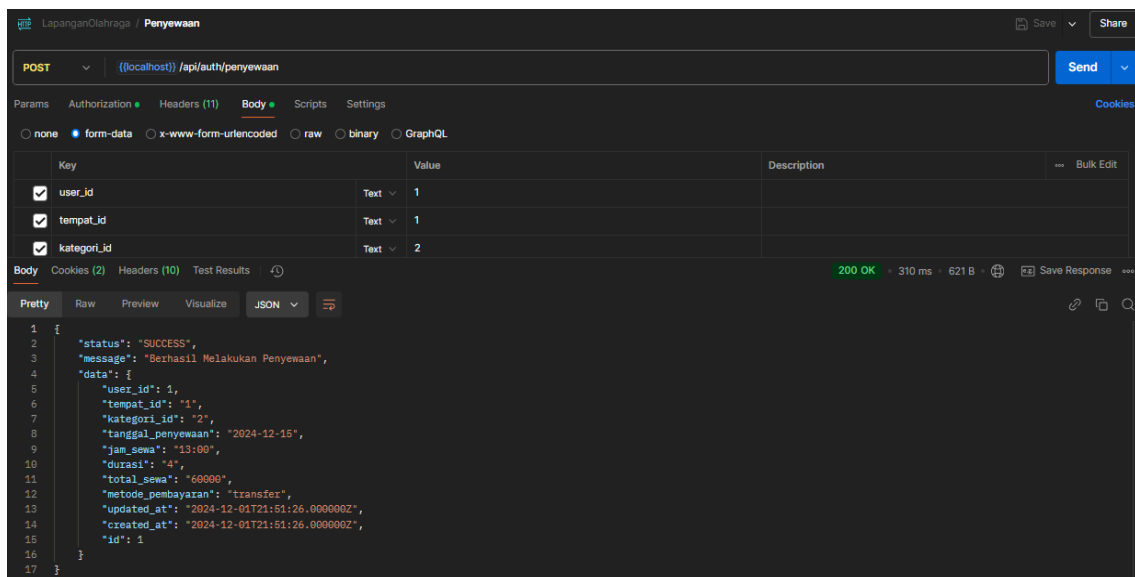 HTTP LapanganOlahraga / Penyewaan Save Share
POST {{localhost}} /api/auth/penyewaan Send
Params Authorization Headers (11) Body Scripts Settings Cookies
none form-data x-www-form-urlencoded raw binary GraphQL
Key Value Description Bulk Edit
user_id Text 1
tempat_id Text 1
kategori_id Text 2
Body Cookies (2) Headers (10) Test Results 200 OK 310 ms 621 B e.g. Save Response
Pretty Raw Preview Visualize JSON
1 {
2 "status": "SUCCESS",
3 "message": "Berhasil Melakukan Penyewaan",
4 "data": {
5 "user_id": 1,
6 "tempat_id": "1",
7 "kategori_id": "2",
8 "tanggal_penyewaan": "2024-12-15",
9 "jam_sewa": "13:00",
10 "durasi": "4",
11 "total_sewa": "60000",
12 "metode_pembayaran": "transfer",
13 "updated_at": "2024-12-01T21:51:26.000000Z",
14 "created_at": "2024-12-01T21:51:26.000000Z",
15 "id": 1
16 }
17 }